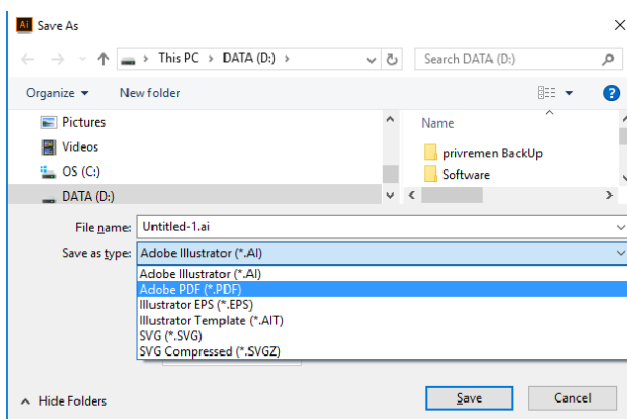 Ai Save As
This PC > DATA (D:) >
Search DATA (D:)
Organize
New folder
Pictures
Videos
OS (C:)
DATA (D:)
Name
privremen BackUp
Software
File name: Untitled-1.ai
Save as type: Adobe Illustrator (*.AI)
Adobe Illustrator (*.AI)
Adobe PDF (*.PDF)
Illustrator EPS (*.EPS)
Illustrator Template (*.AIT)
SVG (*.SVG)
SVG Compressed (*.SVGZ)
Hide Folders
Save
Cancel